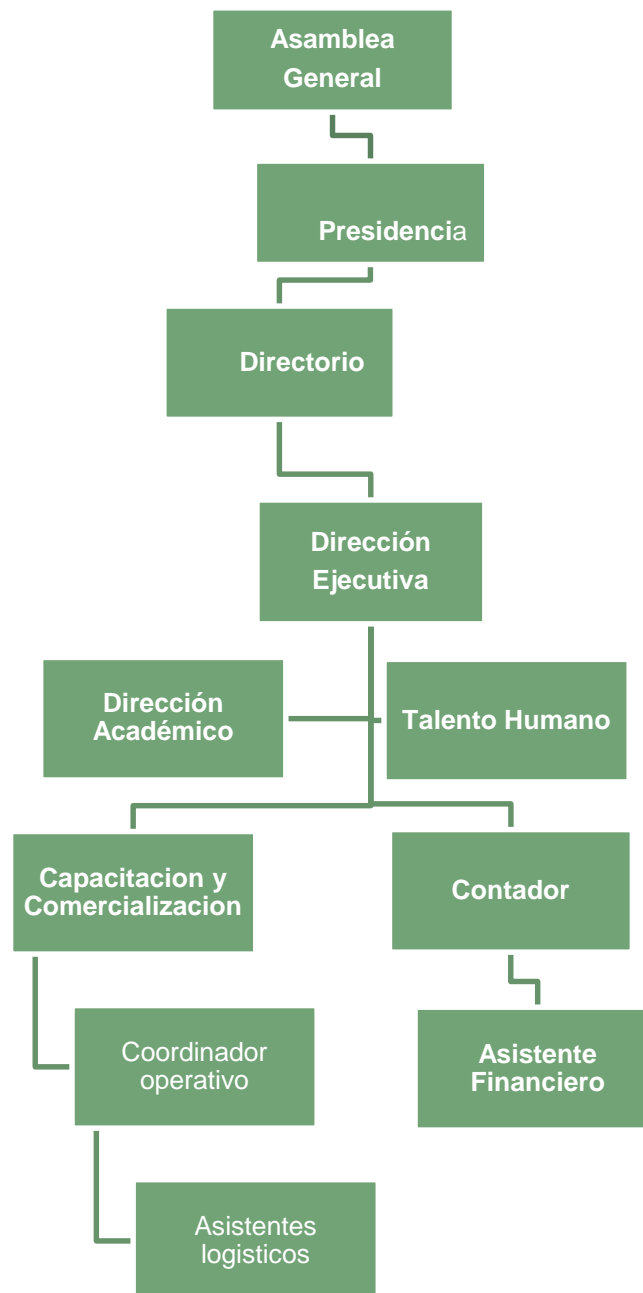 Asamblea
General
Presidencia
Directorio
Dirección
Ejecutiva
Dirección
Académico
Talento Humano
Capacitacion y
Comercializacion
Contador
Coordinador
operativo
Asistente
Financiero
Asistentes
logisticos